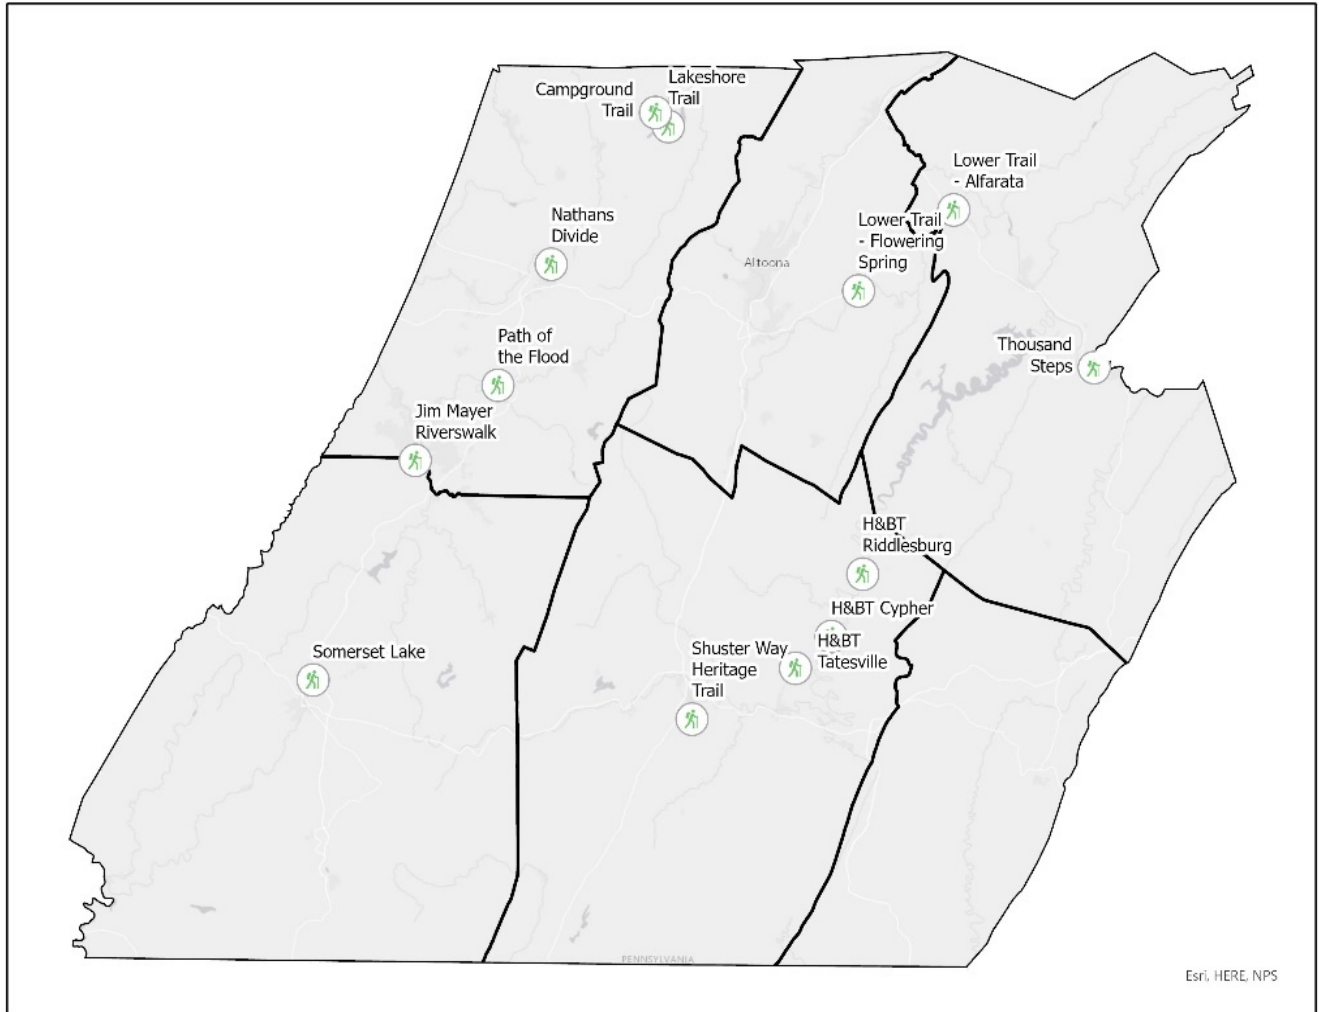 Lakeshore
Trail
Campground
Trail
Lower Trail
- Alfarata
Nathans
Divide
Lower Trail
- Flowering
Spring
Altoona
Path of
the Flood
Thousand
Steps
Jim Mayer
Riverswalk
H&BT
Riddlesburg
H&BT Cypher
H&BT
Tatesville
Shuster Way
Heritage
Trail
Somerset Lake
PENNSYLVANIA
Esri, HERE, NPS